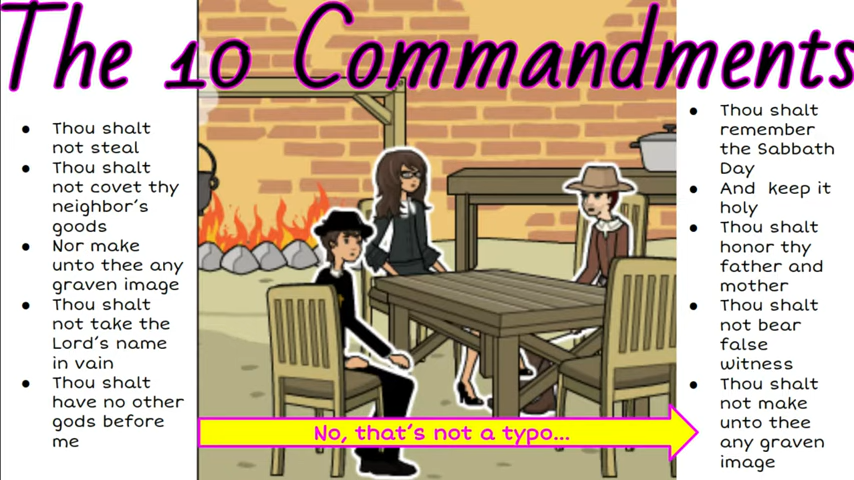 The 10 Commandments
● Thou shalt
not steal
● Thou shalt
not covet thy
neighbor's
goods
● Nor make
unto thee any
graven image
● Thou shalt
not take the
Lord's name
in vain
● Thou shalt
have no other
gods before
me
● Thou shalt
remember
the Sabbath
Day
● And keep it
holy
● Thou shalt
honor thy
father and
mother
● Thou shalt
not bear
false
witness
● Thou shalt
not make
unto thee
any graven
image
No, that's not a typo...